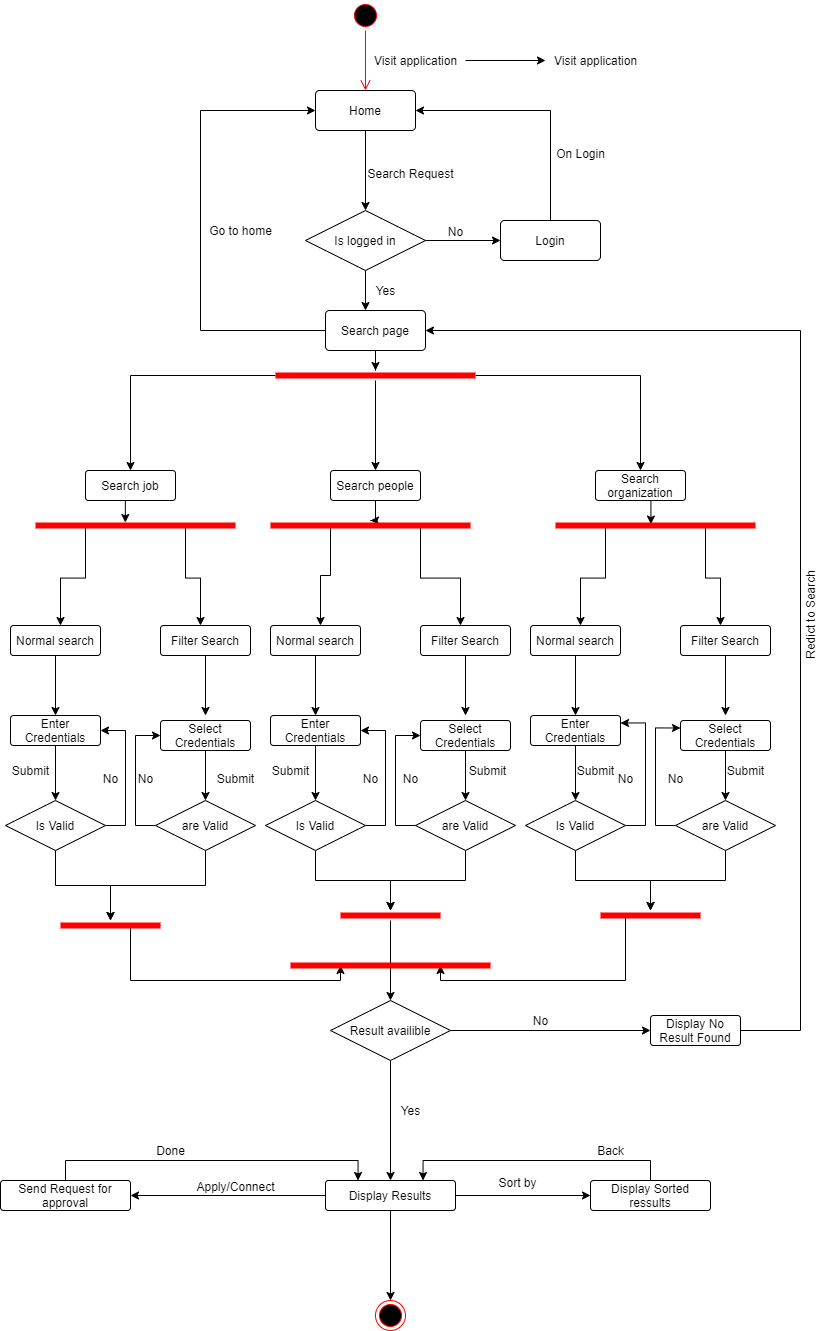 Visit application
Visit application
Home
On Login
Search Request
Go to home
Is logged in
No
Login
Yes
Search page
Search job
Search people
Search
organization
Redict to Search
Normal search
Filter Search
Normal search
Filter Search
Normal search
Filter Search
Enter
Credentials
Select
Credentials
Enter
Credentials
Select
Credentials
Enter
Credentials
Select
Credentials
Submit
No
No
Submit
Submit
No
No
Submit
Submit
No
No
Submit
Is Valid
are Valid
Is Valid
are Valid
Is Valid
are Valid
Result availible
No
Display No
Result Found
Yes
Done
Back
Send Request for
approval
Apply/Connect
Display Results
Sort by
Display Sorted
ressults